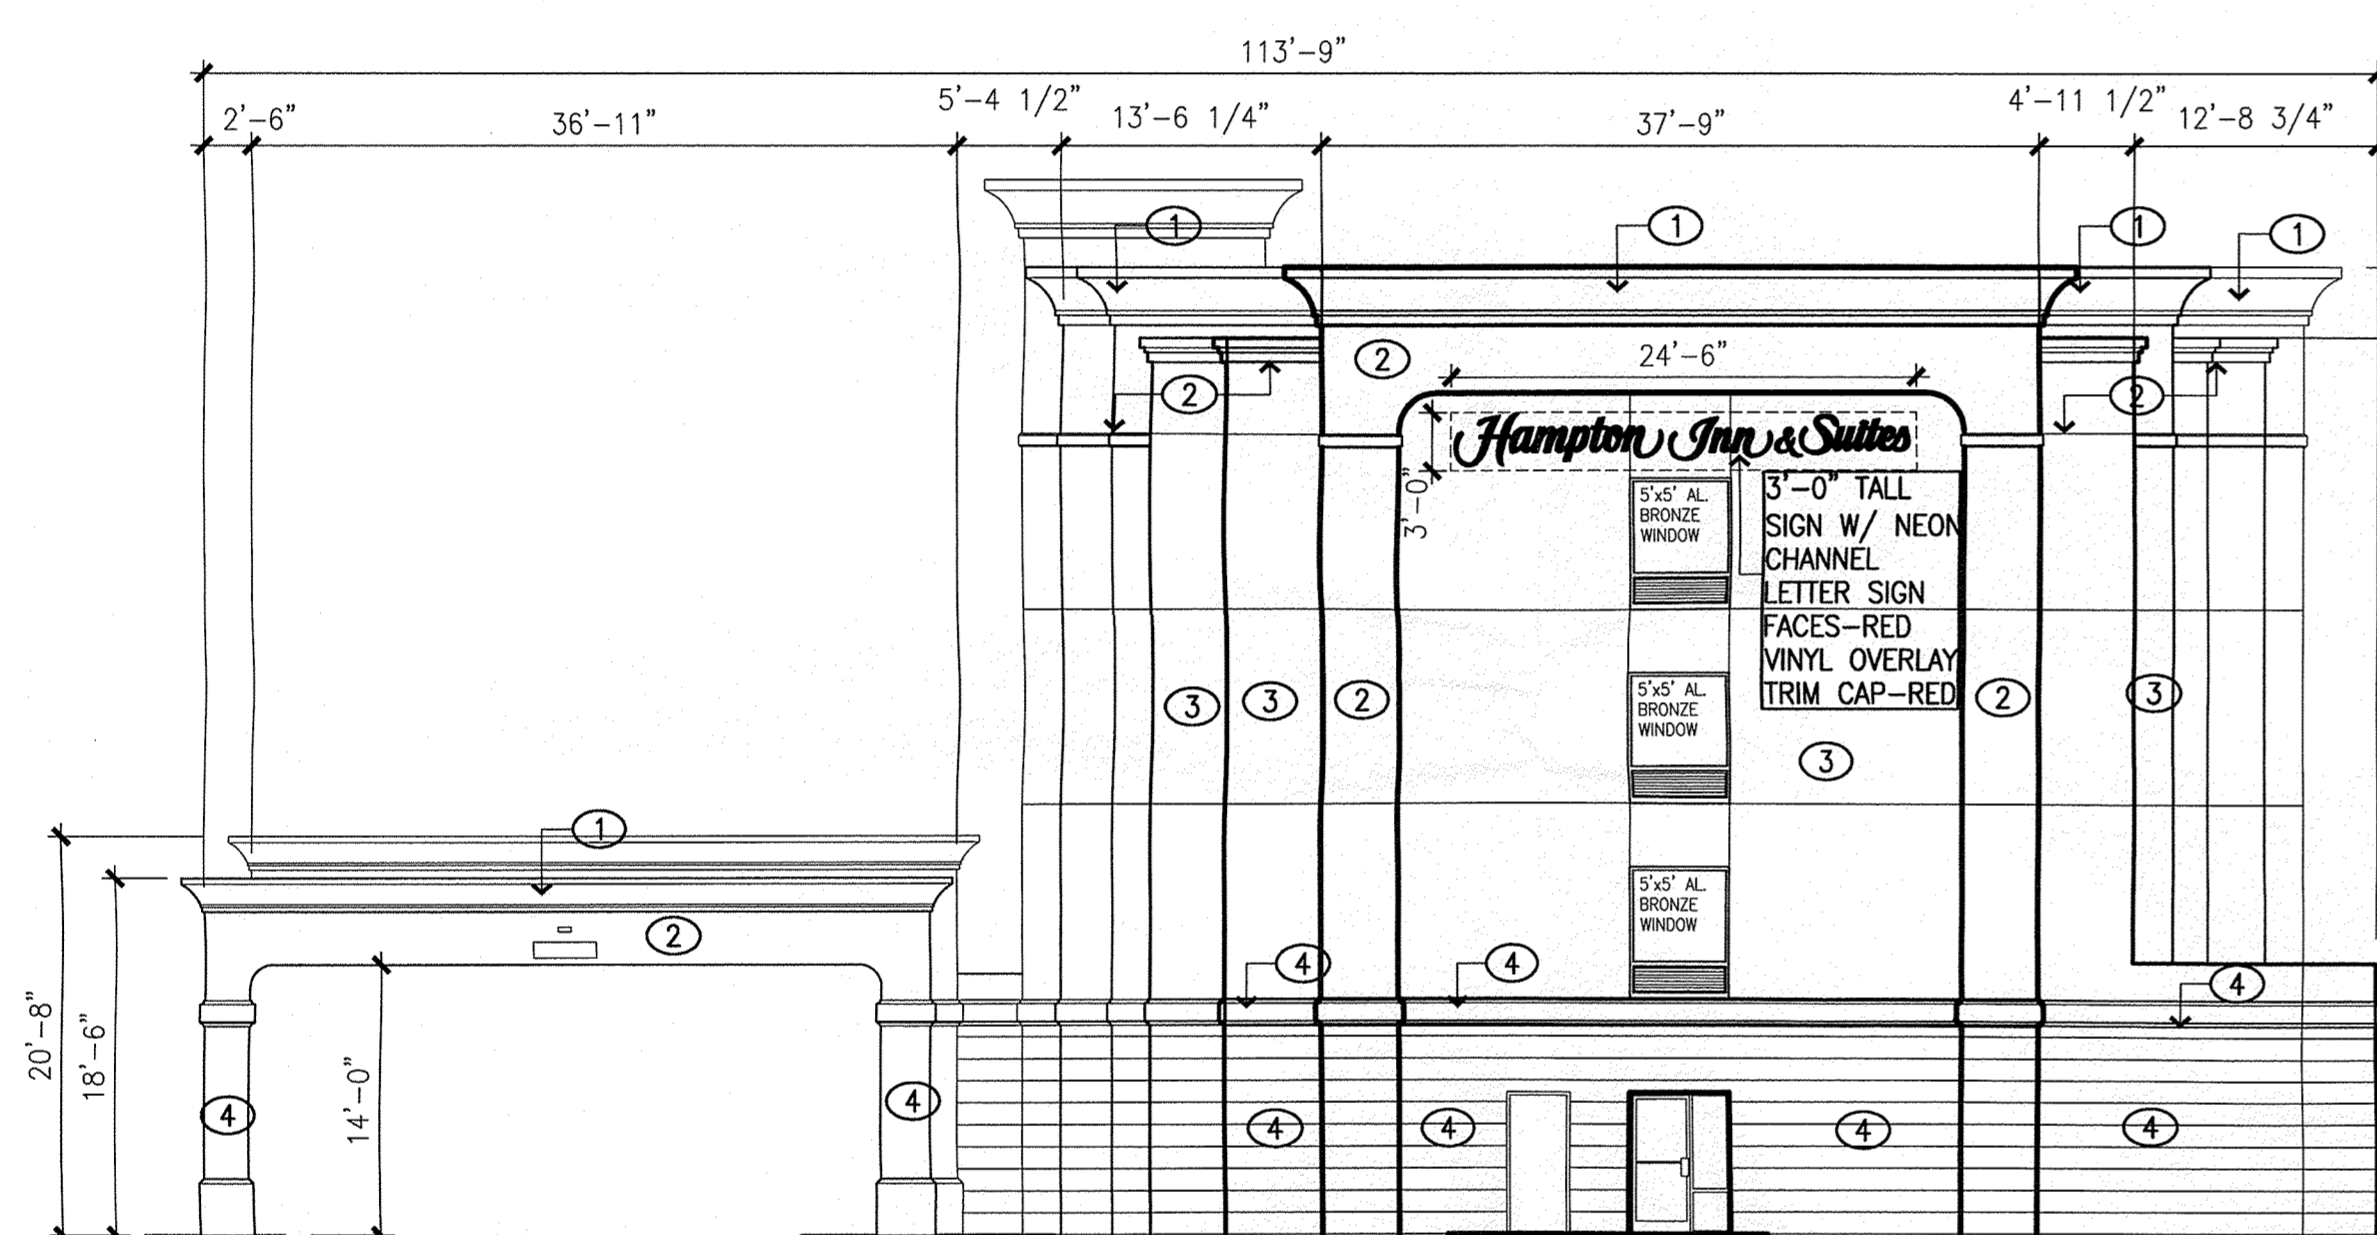 113'-9"
2'-6"
36'-11"
5'-4 1/2"
13'-6 1/4"
37'-9"
4'-11 1/2"
12'-8 3/4"
1
1
1
1
2
24'-6"
2
2
Hampton Inn & Suites
3'-0"
5'x5' AL.
BRONZE
WINDOW
3'-0" TALL
SIGN W/ NEON
CHANNEL
LETTER SIGN
FACES-RED
VINYL OVERLAY
TRIM CAP-RED
3
3
2
5'x5' AL.
BRONZE
WINDOW
2
3
3
1
5'x5' AL.
BRONZE
WINDOW
2
4
4
4
20'-8"
18'-6"
14'-0"
4
4
4
4
4
4